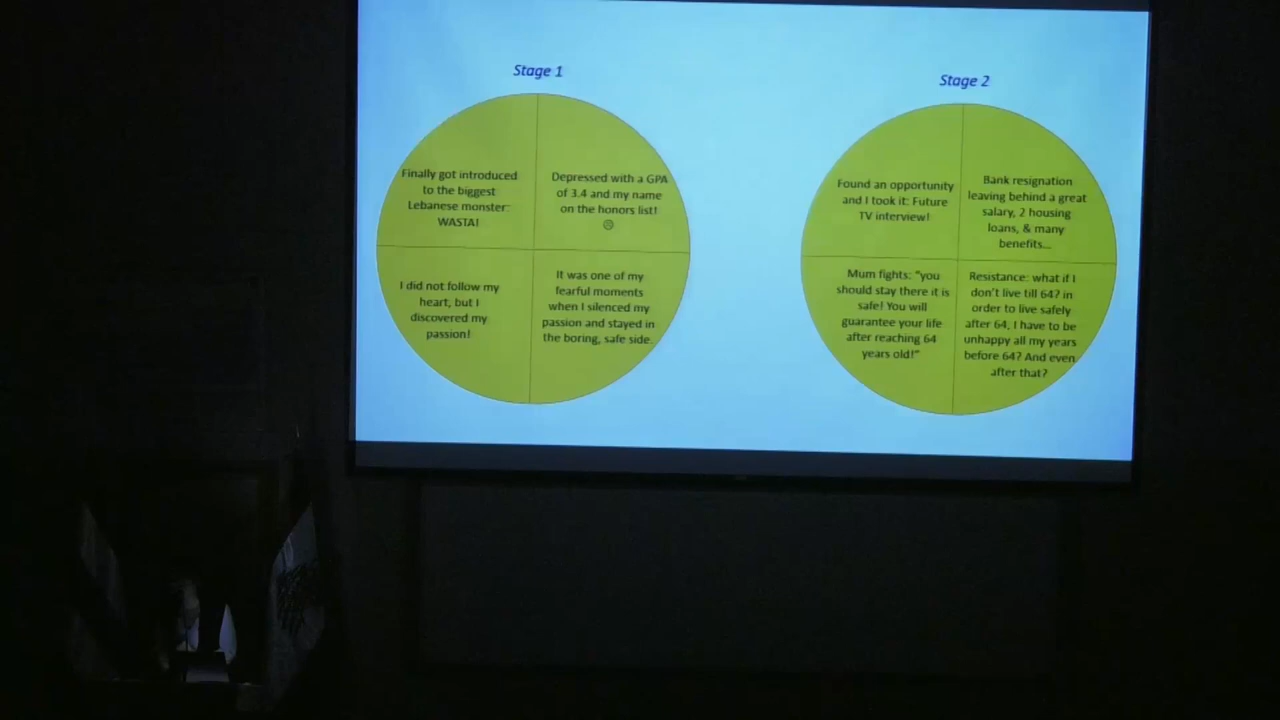 Stage 1
Finally got introduced
to the biggest
Lebanese monster:
WASTA!
Depressed with a GPA
of 3.4 and my name
on the honors list!
☹
I did not follow my
heart, but I
discovered my
passion!
It was one of my
fearful moments
when I silenced my
passion and stayed in
the boring, safe side.
Stage 2
Found an opportunity
and I took it: Future
TV interview!
Bank resignation
leaving behind a great
salary, 2 housing
loans, & many
benefits...
Mum fights: “you
should stay there it is
safe! You will
guarantee your life
after reaching 64
years old!”
Resistance: what if I
don't live till 64? in
order to live safely
after 64, I have to be
unhappy all my years
before 64? And even
after that?